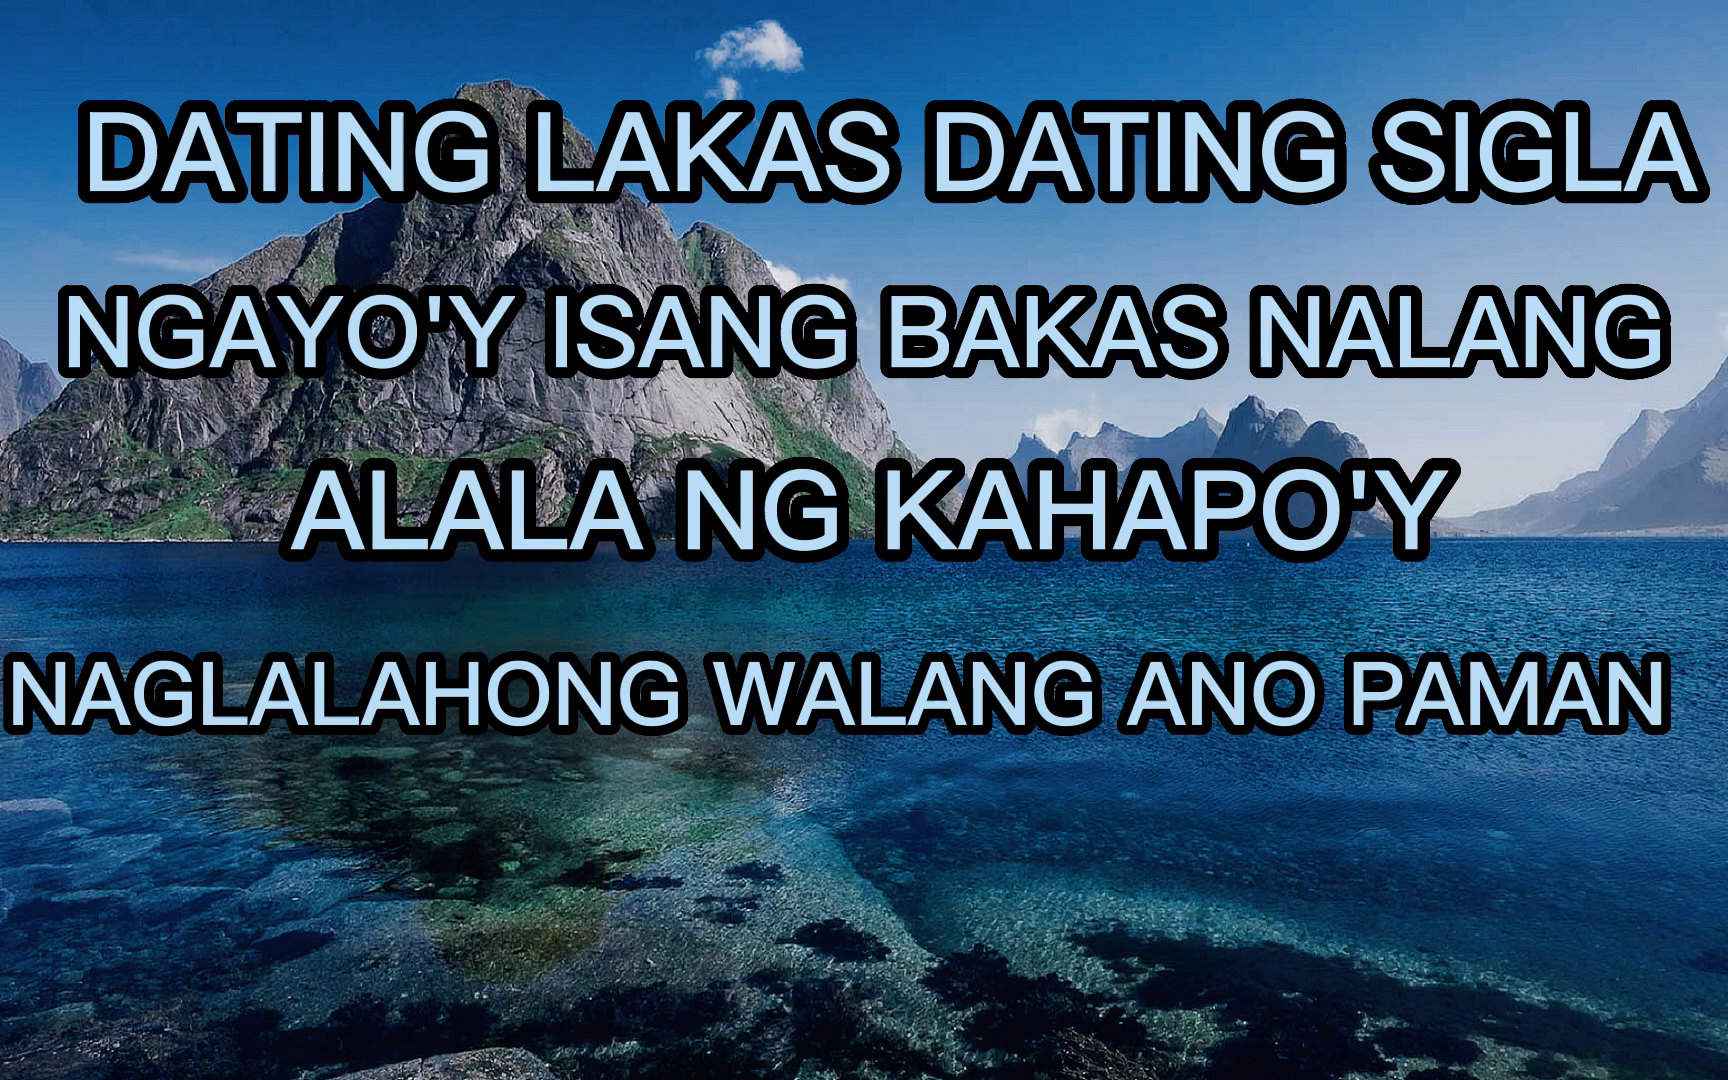 DATING LAKAS DATING SIGLA
NGAYO'Y ISANG BAKAS NALANG
ALALA NG KAHAPO'Y
NAGLALAHONG WALANG ANO PAMAN